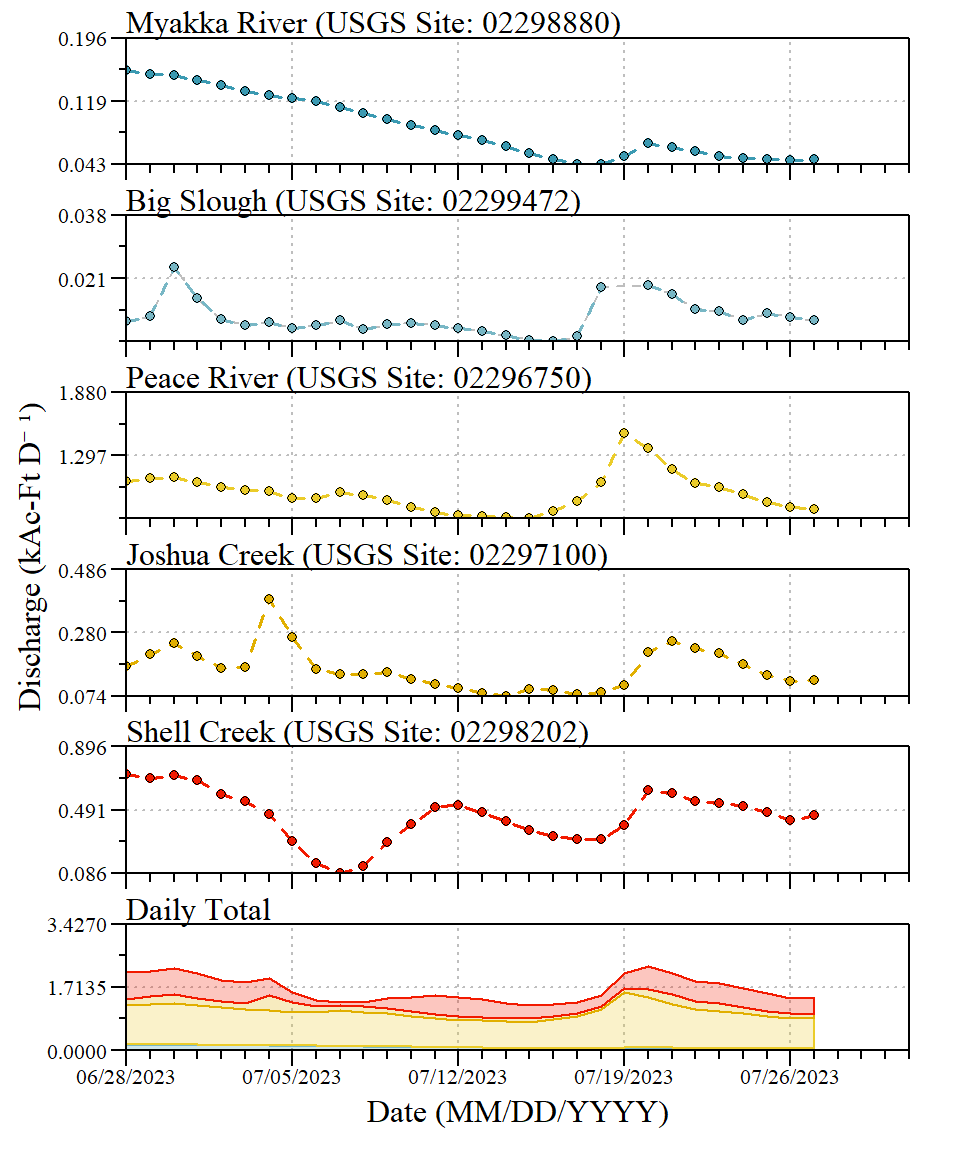 Myakka River (USGS Site: 02298880)
0.196
0.119
0.043
Big Slough (USGS Site: 02299472)
0.038
0.021
Peace River (USGS Site: 02296750)
1.880
1.297
Discharge (kAc-Ft D⁻¹)
Joshua Creek (USGS Site: 02297100)
0.486
0.280
0.074
Shell Creek (USGS Site: 02298202)
0.896
0.491
0.086
Daily Total
3.4270
1.7135
0.0000
06/28/2023 07/05/2023 07/12/2023 07/19/2023 07/26/2023
Date (MM/DD/YYYY)